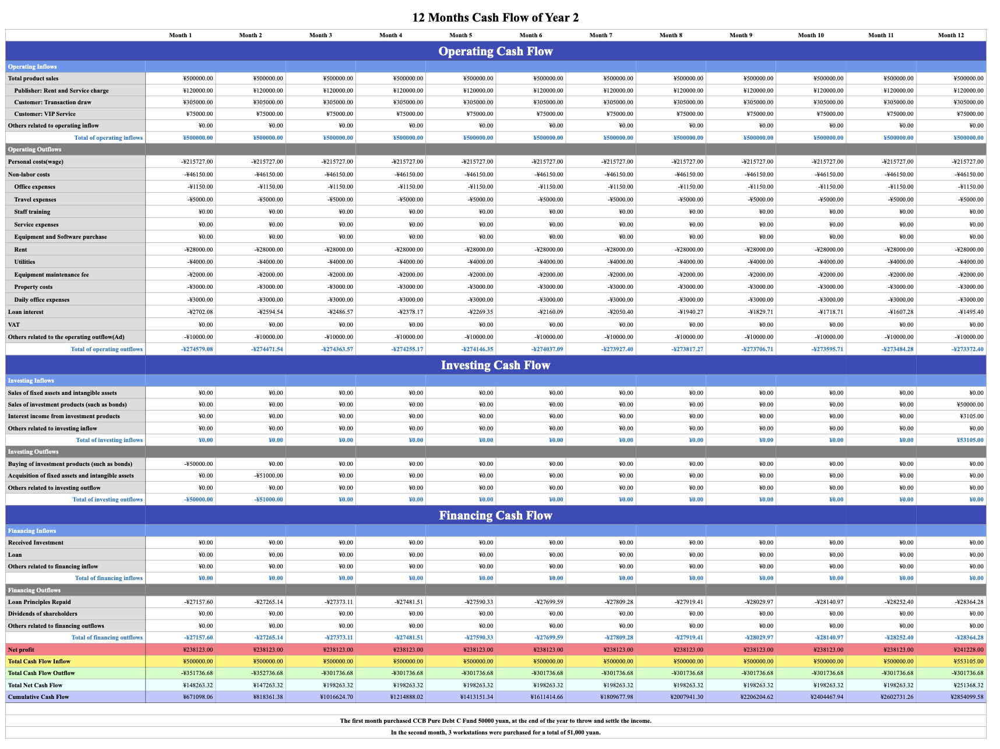 12 Months Cash Flow of Year 2
Month 1 Month 2 Month 3 Month 4 Month 5 Month 6 Month 7 Month 8 Month 9 Month 10 Month 11 Month 12
Operating Cash Flow
Operating Inflows
Total product sales ¥500000.00 ¥500000.00 ¥500000.00 ¥500000.00 ¥500000.00 ¥500000.00 ¥500000.00 ¥500000.00 ¥500000.00 ¥500000.00 ¥500000.00 ¥500000.00
Publisher: Rent and Service charge ¥120000.00 ¥120000.00 ¥120000.00 ¥120000.00 ¥120000.00 ¥120000.00 ¥120000.00 ¥120000.00 ¥120000.00 ¥120000.00 ¥120000.00 ¥120000.00
Customer: Transaction draw ¥305000.00 ¥305000.00 ¥305000.00 ¥305000.00 ¥305000.00 ¥305000.00 ¥305000.00 ¥305000.00 ¥305000.00 ¥305000.00 ¥305000.00 ¥305000.00
Customer: VIP Service ¥75000.00 ¥75000.00 ¥75000.00 ¥75000.00 ¥75000.00 ¥75000.00 ¥75000.00 ¥75000.00 ¥75000.00 ¥75000.00 ¥75000.00 ¥75000.00
Others related to operating inflow ¥0.00 ¥0.00 ¥0.00 ¥0.00 ¥0.00 ¥0.00 ¥0.00 ¥0.00 ¥0.00 ¥0.00 ¥0.00 ¥0.00
Total of operating inflows ¥500000.00 ¥500000.00 ¥500000.00 ¥500000.00 ¥500000.00 ¥500000.00 ¥500000.00 ¥500000.00 ¥500000.00 ¥500000.00 ¥500000.00 ¥500000.00
Operating Outflows
Personal costs(wage) -¥215727.00 -¥215727.00 -¥215727.00 -¥215727.00 -¥215727.00 -¥215727.00 -¥215727.00 -¥215727.00 -¥215727.00 -¥215727.00 -¥215727.00 -¥215727.00
Non-labor costs -¥46150.00 -¥46150.00 -¥46150.00 -¥46150.00 -¥46150.00 -¥46150.00 -¥46150.00 -¥46150.00 -¥46150.00 -¥46150.00 -¥46150.00 -¥46150.00
Office expenses -¥1150.00 -¥1150.00 -¥1150.00 -¥1150.00 -¥1150.00 -¥1150.00 -¥1150.00 -¥1150.00 -¥1150.00 -¥1150.00 -¥1150.00 -¥1150.00
Travel expenses -¥5000.00 -¥5000.00 -¥5000.00 -¥5000.00 -¥5000.00 -¥5000.00 -¥5000.00 -¥5000.00 -¥5000.00 -¥5000.00 -¥5000.00 -¥5000.00
Staff training ¥0.00 ¥0.00 ¥0.00 ¥0.00 ¥0.00 ¥0.00 ¥0.00 ¥0.00 ¥0.00 ¥0.00 ¥0.00 ¥0.00
Service expenses ¥0.00 ¥0.00 ¥0.00 ¥0.00 ¥0.00 ¥0.00 ¥0.00 ¥0.00 ¥0.00 ¥0.00 ¥0.00 ¥0.00
Equipment and Software purchase ¥0.00 ¥0.00 ¥0.00 ¥0.00 ¥0.00 ¥0.00 ¥0.00 ¥0.00 ¥0.00 ¥0.00 ¥0.00 ¥0.00
Rent -¥28000.00 -¥28000.00 -¥28000.00 -¥28000.00 -¥28000.00 -¥28000.00 -¥28000.00 -¥28000.00 -¥28000.00 -¥28000.00 -¥28000.00 -¥28000.00
Utilities -¥4000.00 -¥4000.00 -¥4000.00 -¥4000.00 -¥4000.00 -¥4000.00 -¥4000.00 -¥4000.00 -¥4000.00 -¥4000.00 -¥4000.00 -¥4000.00
Equipment maintenance fee -¥2000.00 -¥2000.00 -¥2000.00 -¥2000.00 -¥2000.00 -¥2000.00 -¥2000.00 -¥2000.00 -¥2000.00 -¥2000.00 -¥2000.00 -¥2000.00
Property costs -¥3000.00 -¥3000.00 -¥3000.00 -¥3000.00 -¥3000.00 -¥3000.00 -¥3000.00 -¥3000.00 -¥3000.00 -¥3000.00 -¥3000.00 -¥3000.00
Daily office expenses -¥3000.00 -¥3000.00 -¥3000.00 -¥3000.00 -¥3000.00 -¥3000.00 -¥3000.00 -¥3000.00 -¥3000.00 -¥3000.00 -¥3000.00 -¥3000.00
Loan interest -¥2702.08 -¥2594.54 -¥2486.57 -¥2378.17 -¥2269.35 -¥2160.09 -¥2050.40 -¥1940.27 -¥1829.71 -¥1718.71 -¥1607.28 -¥1495.40
VAT ¥0.00 ¥0.00 ¥0.00 ¥0.00 ¥0.00 ¥0.00 ¥0.00 ¥0.00 ¥0.00 ¥0.00 ¥0.00 ¥0.00
Others related to the operating outflow(Ad) -¥10000.00 -¥10000.00 -¥10000.00 -¥10000.00 -¥10000.00 -¥10000.00 -¥10000.00 -¥10000.00 -¥10000.00 -¥10000.00 -¥10000.00 -¥10000.00
Total of operating outflows -¥274579.08 -¥274471.54 -¥274363.57 -¥274255.17 -¥274146.35 -¥274037.09 -¥273927.40 -¥273817.27 -¥273706.71 -¥273595.71 -¥273484.28 -¥273372.40
Investing Cash Flow
Investing Inflows
Sales of fixed assets and intangible assets ¥0.00 ¥0.00 ¥0.00 ¥0.00 ¥0.00 ¥0.00 ¥0.00 ¥0.00 ¥0.00 ¥0.00 ¥0.00 ¥0.00
Sales of investment products (such as bonds) ¥0.00 ¥0.00 ¥0.00 ¥0.00 ¥0.00 ¥0.00 ¥0.00 ¥0.00 ¥0.00 ¥0.00 ¥0.00 ¥50000.00
Interest income from investment products ¥0.00 ¥0.00 ¥0.00 ¥0.00 ¥0.00 ¥0.00 ¥0.00 ¥0.00 ¥0.00 ¥0.00 ¥0.00 ¥3105.00
Others related to investing inflow ¥0.00 ¥0.00 ¥0.00 ¥0.00 ¥0.00 ¥0.00 ¥0.00 ¥0.00 ¥0.00 ¥0.00 ¥0.00 ¥0.00
Total of investing inflows ¥0.00 ¥0.00 ¥0.00 ¥0.00 ¥0.00 ¥0.00 ¥0.00 ¥0.00 ¥0.00 ¥0.00 ¥0.00 ¥53105.00
Investing Outflows
Buying of investment products (such as bonds) -¥50000.00 ¥0.00 ¥0.00 ¥0.00 ¥0.00 ¥0.00 ¥0.00 ¥0.00 ¥0.00 ¥0.00 ¥0.00 ¥0.00
Acquisition of fixed assets and intangible assets ¥0.00 -¥51000.00 ¥0.00 ¥0.00 ¥0.00 ¥0.00 ¥0.00 ¥0.00 ¥0.00 ¥0.00 ¥0.00 ¥0.00
Others related to investing outflow ¥0.00 ¥0.00 ¥0.00 ¥0.00 ¥0.00 ¥0.00 ¥0.00 ¥0.00 ¥0.00 ¥0.00 ¥0.00 ¥0.00
Total of investing outflows -¥50000.00 -¥51000.00 ¥0.00 ¥0.00 ¥0.00 ¥0.00 ¥0.00 ¥0.00 ¥0.00 ¥0.00 ¥0.00 ¥0.00
Financing Cash Flow
Financing Inflows
Received Investment ¥0.00 ¥0.00 ¥0.00 ¥0.00 ¥0.00 ¥0.00 ¥0.00 ¥0.00 ¥0.00 ¥0.00 ¥0.00 ¥0.00
Loan ¥0.00 ¥0.00 ¥0.00 ¥0.00 ¥0.00 ¥0.00 ¥0.00 ¥0.00 ¥0.00 ¥0.00 ¥0.00 ¥0.00
Others related to financing inflow ¥0.00 ¥0.00 ¥0.00 ¥0.00 ¥0.00 ¥0.00 ¥0.00 ¥0.00 ¥0.00 ¥0.00 ¥0.00 ¥0.00
Total of financing inflows ¥0.00 ¥0.00 ¥0.00 ¥0.00 ¥0.00 ¥0.00 ¥0.00 ¥0.00 ¥0.00 ¥0.00 ¥0.00 ¥0.00
Financing Outflows
Loan Principles Repaid -¥27157.60 -¥27265.14 -¥27373.11 -¥27481.51 -¥27590.33 -¥27699.59 -¥27809.28 -¥27919.41 -¥28029.97 -¥28140.97 -¥28252.40 -¥28364.28
Dividends of shareholders ¥0.00 ¥0.00 ¥0.00 ¥0.00 ¥0.00 ¥0.00 ¥0.00 ¥0.00 ¥0.00 ¥0.00 ¥0.00 ¥0.00
Others related to financing outflows ¥0.00 ¥0.00 ¥0.00 ¥0.00 ¥0.00 ¥0.00 ¥0.00 ¥0.00 ¥0.00 ¥0.00 ¥0.00 ¥0.00
Total of financing outflows -¥27157.60 -¥27265.14 -¥27373.11 -¥27481.51 -¥27590.33 -¥27699.59 -¥27809.28 -¥27919.41 -¥28029.97 -¥28140.97 -¥28252.40 -¥28364.28
Net profit ¥238123.00 ¥238123.00 ¥238123.00 ¥238123.00 ¥238123.00 ¥238123.00 ¥238123.00 ¥238123.00 ¥238123.00 ¥238123.00 ¥238123.00 ¥241228.00
Total Cash Flow Inflow ¥500000.00 ¥500000.00 ¥500000.00 ¥500000.00 ¥500000.00 ¥500000.00 ¥500000.00 ¥500000.00 ¥500000.00 ¥500000.00 ¥500000.00 ¥553105.00
Total Cash Flow Outflow -¥351736.68 -¥352736.68 -¥301736.68 -¥301736.68 -¥301736.68 -¥301736.68 -¥301736.68 -¥301736.68 -¥301736.68 -¥301736.68 -¥301736.68 -¥301736.68
Total Net Cash Flow ¥148263.32 ¥147263.32 ¥198263.32 ¥198263.32 ¥198263.32 ¥198263.32 ¥198263.32 ¥198263.32 ¥198263.32 ¥198263.32 ¥198263.32 ¥251368.32
Cumulative Cash Flow ¥671098.06 ¥818361.38 ¥1016624.70 ¥1214888.02 ¥1413151.34 ¥1611414.66 ¥1809677.98 ¥2007941.30 ¥2206204.62 ¥2404467.94 ¥2602731.26 ¥2854099.58
The first month purchased CCB Pure Debt C Fund 50000 yuan, at the end of the year to throw and settle the income.
In the second month, 3 workstations were purchased for a total of 51,000 yuan.